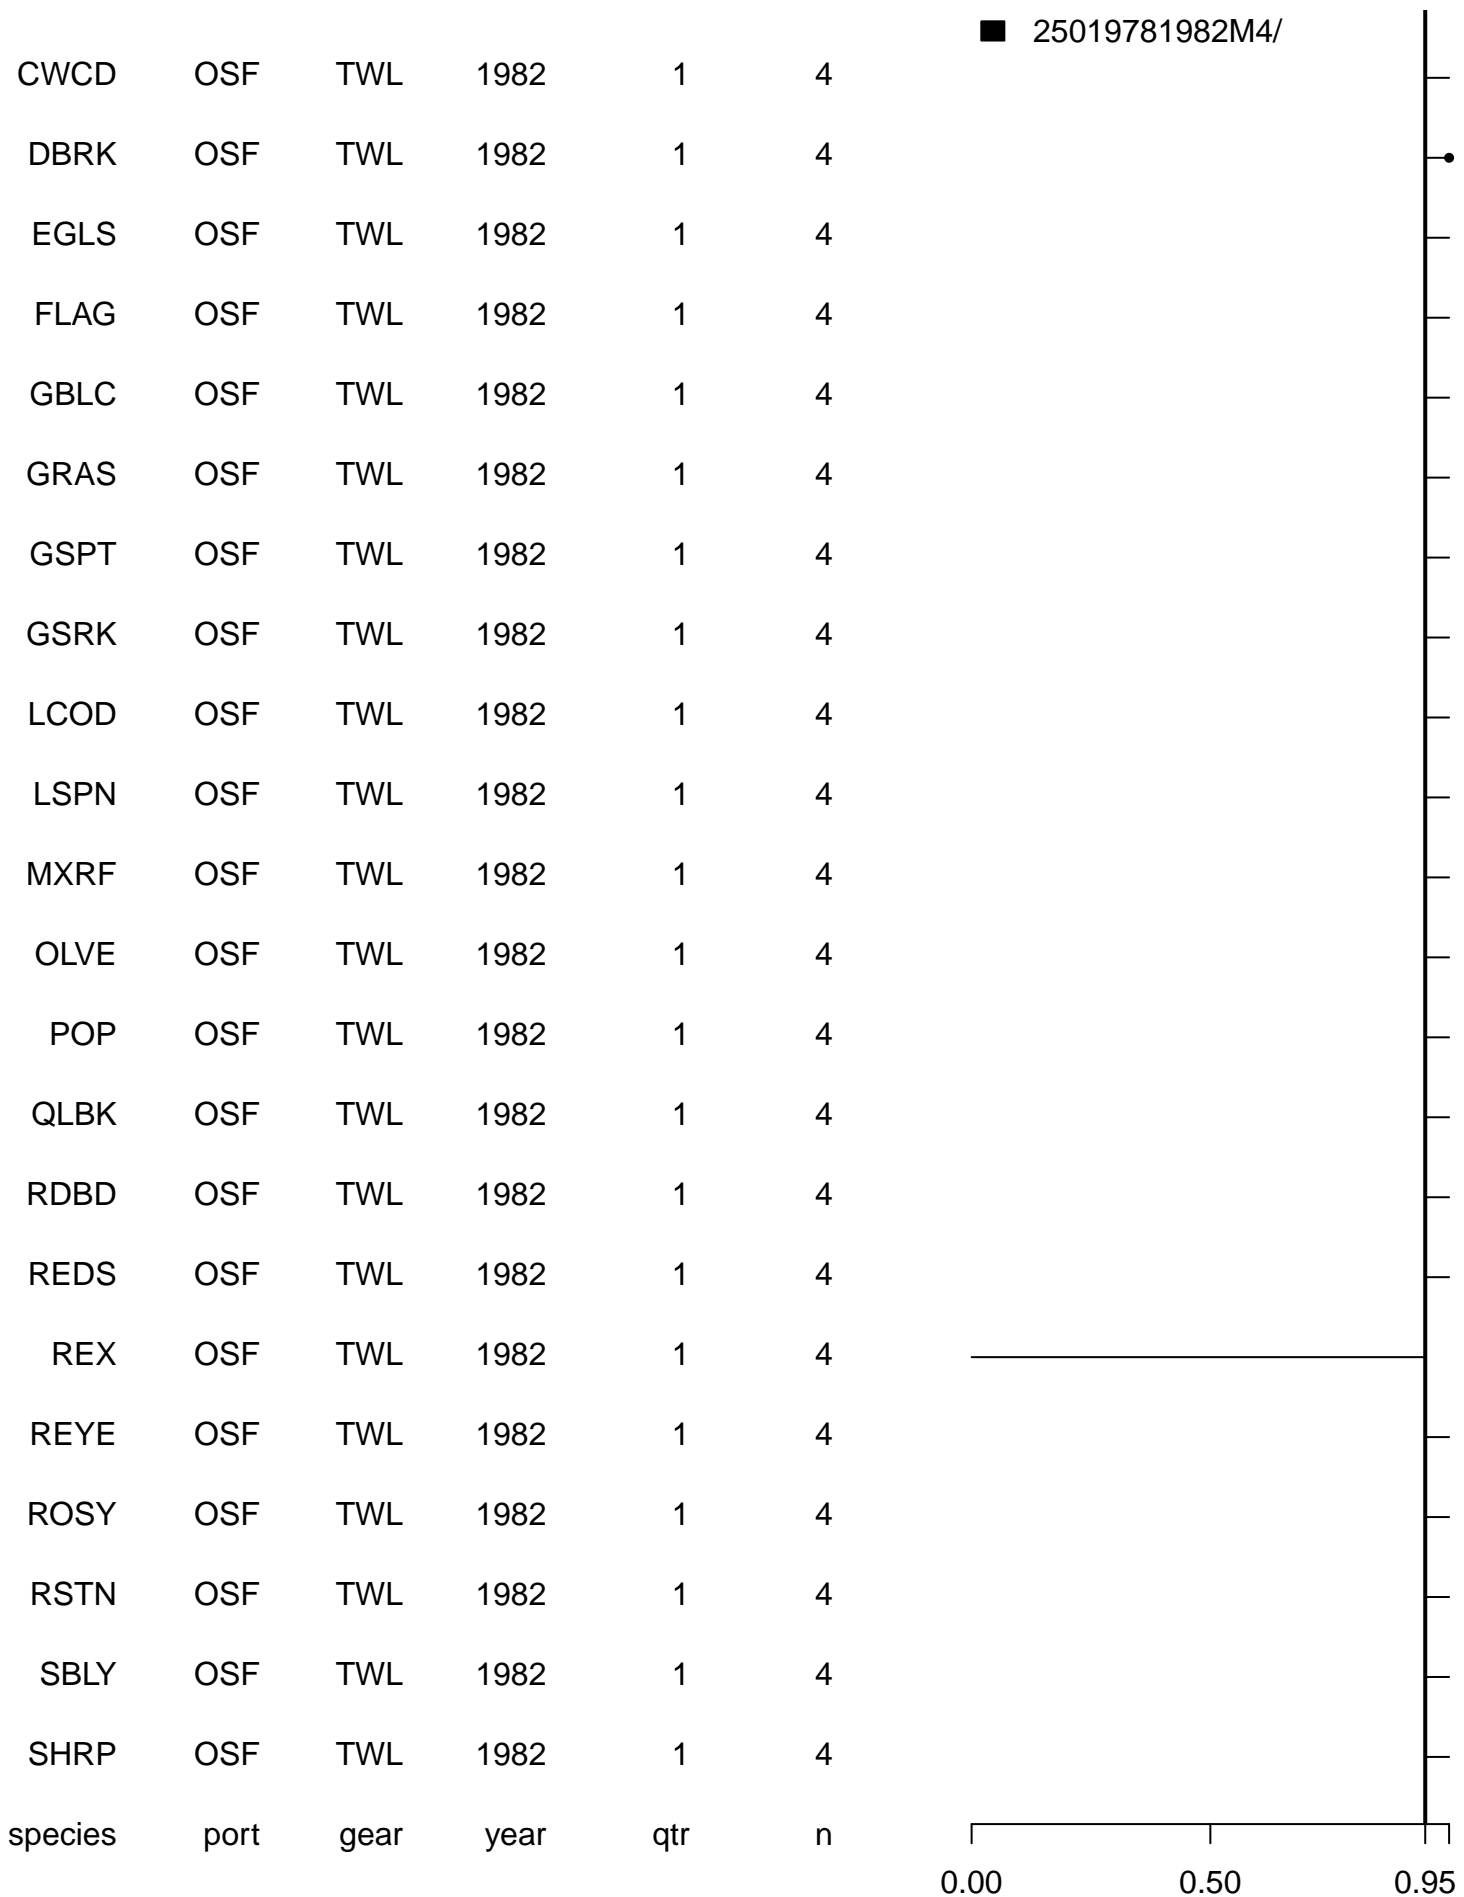 25019781982M4/
CWCD OSF TWL 1982 1 4
DBRK OSF TWL 1982 1 4
EGLS OSF TWL 1982 1 4
FLAG OSF TWL 1982 1 4
GBLC OSF TWL 1982 1 4
GRAS OSF TWL 1982 1 4
GSPT OSF TWL 1982 1 4
GSRK OSF TWL 1982 1 4
LCOD OSF TWL 1982 1 4
LSPN OSF TWL 1982 1 4
MXRF OSF TWL 1982 1 4
OLVE OSF TWL 1982 1 4
POP OSF TWL 1982 1 4
QLBK OSF TWL 1982 1 4
RDBD OSF TWL 1982 1 4
REDS OSF TWL 1982 1 4
REX OSF TWL 1982 1 4
REYE OSF TWL 1982 1 4
ROSY OSF TWL 1982 1 4
RSTN OSF TWL 1982 1 4
SBLY OSF TWL 1982 1 4
SHRP OSF TWL 1982 1 4
species port gear year qtr n
0.00 0.50 0.95